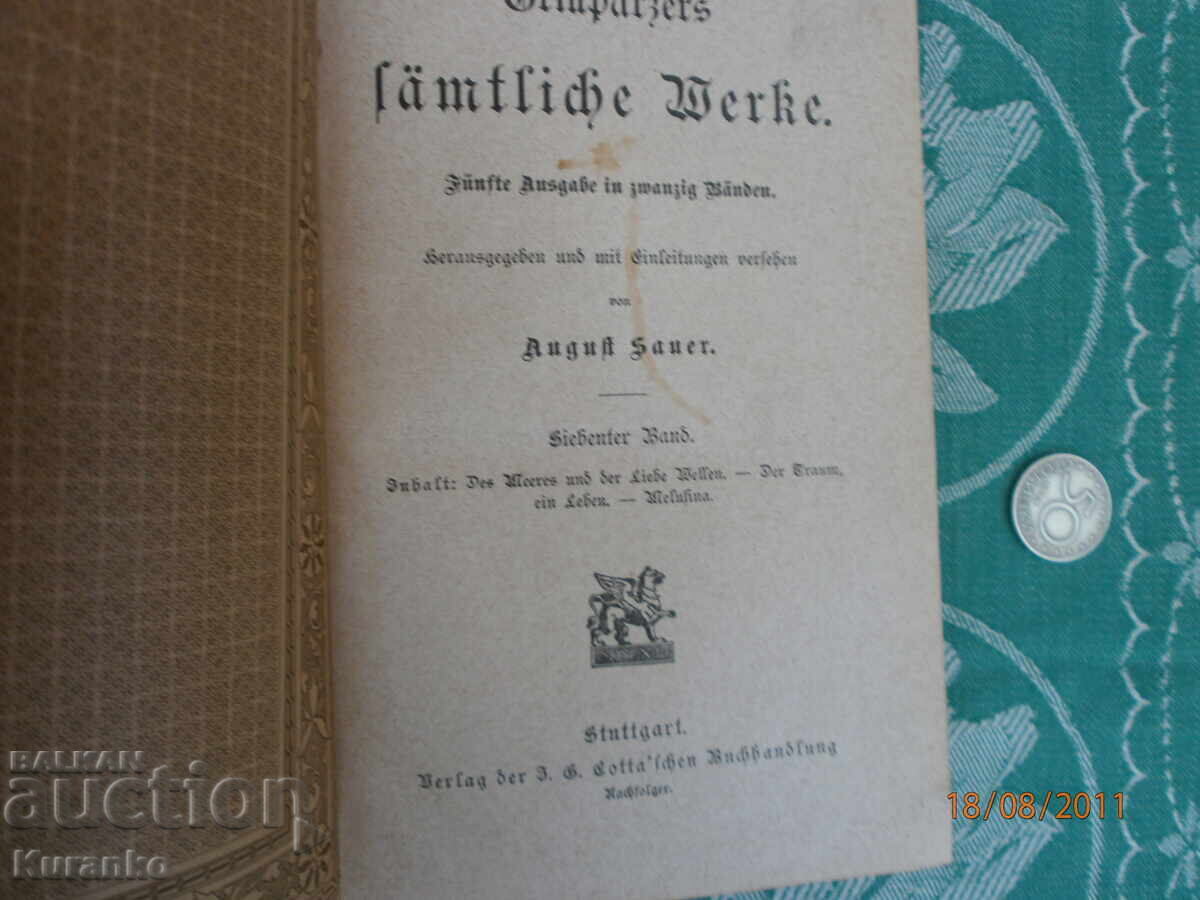 Grillparzers
sämtliche Werke.
Fünfte Ausgabe in zwanzig Bänden.
Herausgegeben und mit Einleitungen versehen
von
August Sauer.
Siebenter Band.
Inhalt: Des Meeres und der Liebe Wellen. — Der Traum,
ein Leben. — Melusina.
Stuttgart.
Verlag der J. G. Cotta'schen Buchhandlung
Nachfolger.
50
BALKAN
auction
Kuranko
18/08/2011